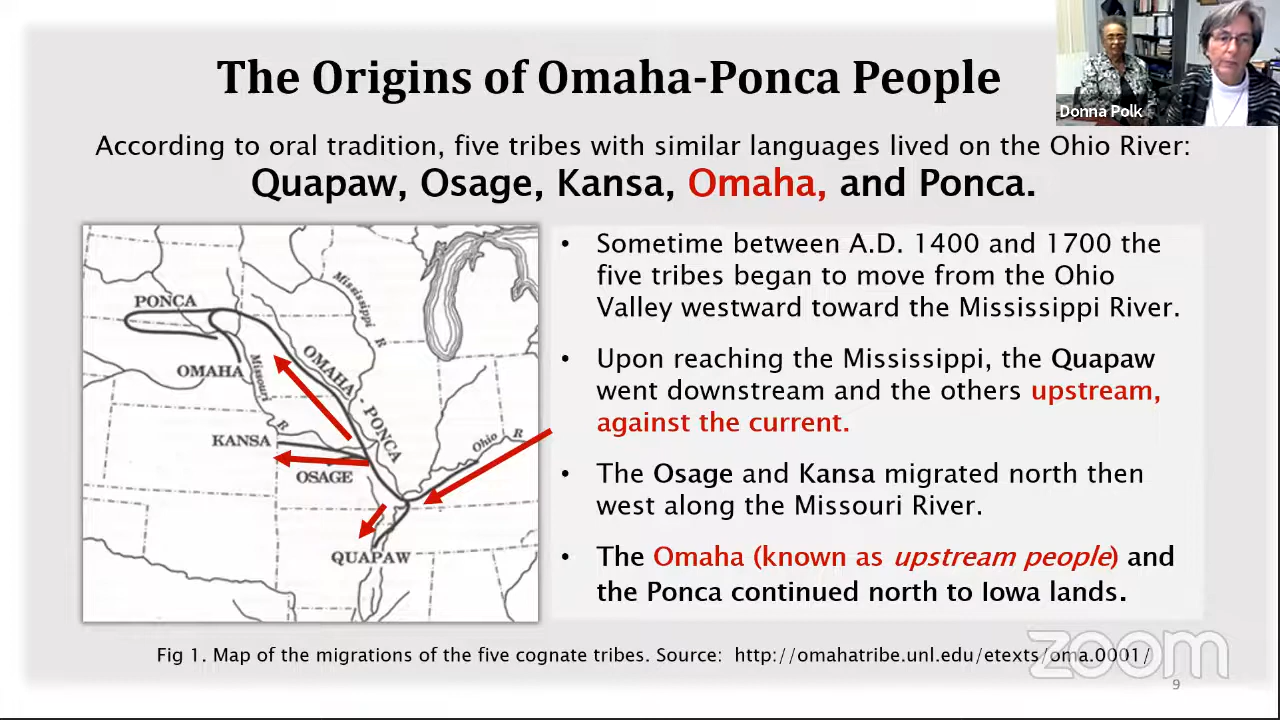 The Origins of Omaha-Ponca People
Donna Polk
According to oral tradition, five tribes with similar languages lived on the Ohio River:
Quapaw, Osage, Kansa, Omaha, and Ponca.
PONCA
OMAHA
Missouri
R
KANSA
OSAGE
QUAPAW
OMAHA - PONCA
Mississippi R
Ohio R
• Sometime between A.D. 1400 and 1700 the
five tribes began to move from the Ohio
Valley westward toward the Mississippi River.
• Upon reaching the Mississippi, the Quapaw
went downstream and the others upstream,
against the current.
• The Osage and Kansa migrated north then
west along the Missouri River.
• The Omaha (known as upstream people) and
the Ponca continued north to Iowa lands.
Fig 1. Map of the migrations of the five cognate tribes. Source: http://omahatribe.unl.edu/etexts/oma.0001/
zoom
9